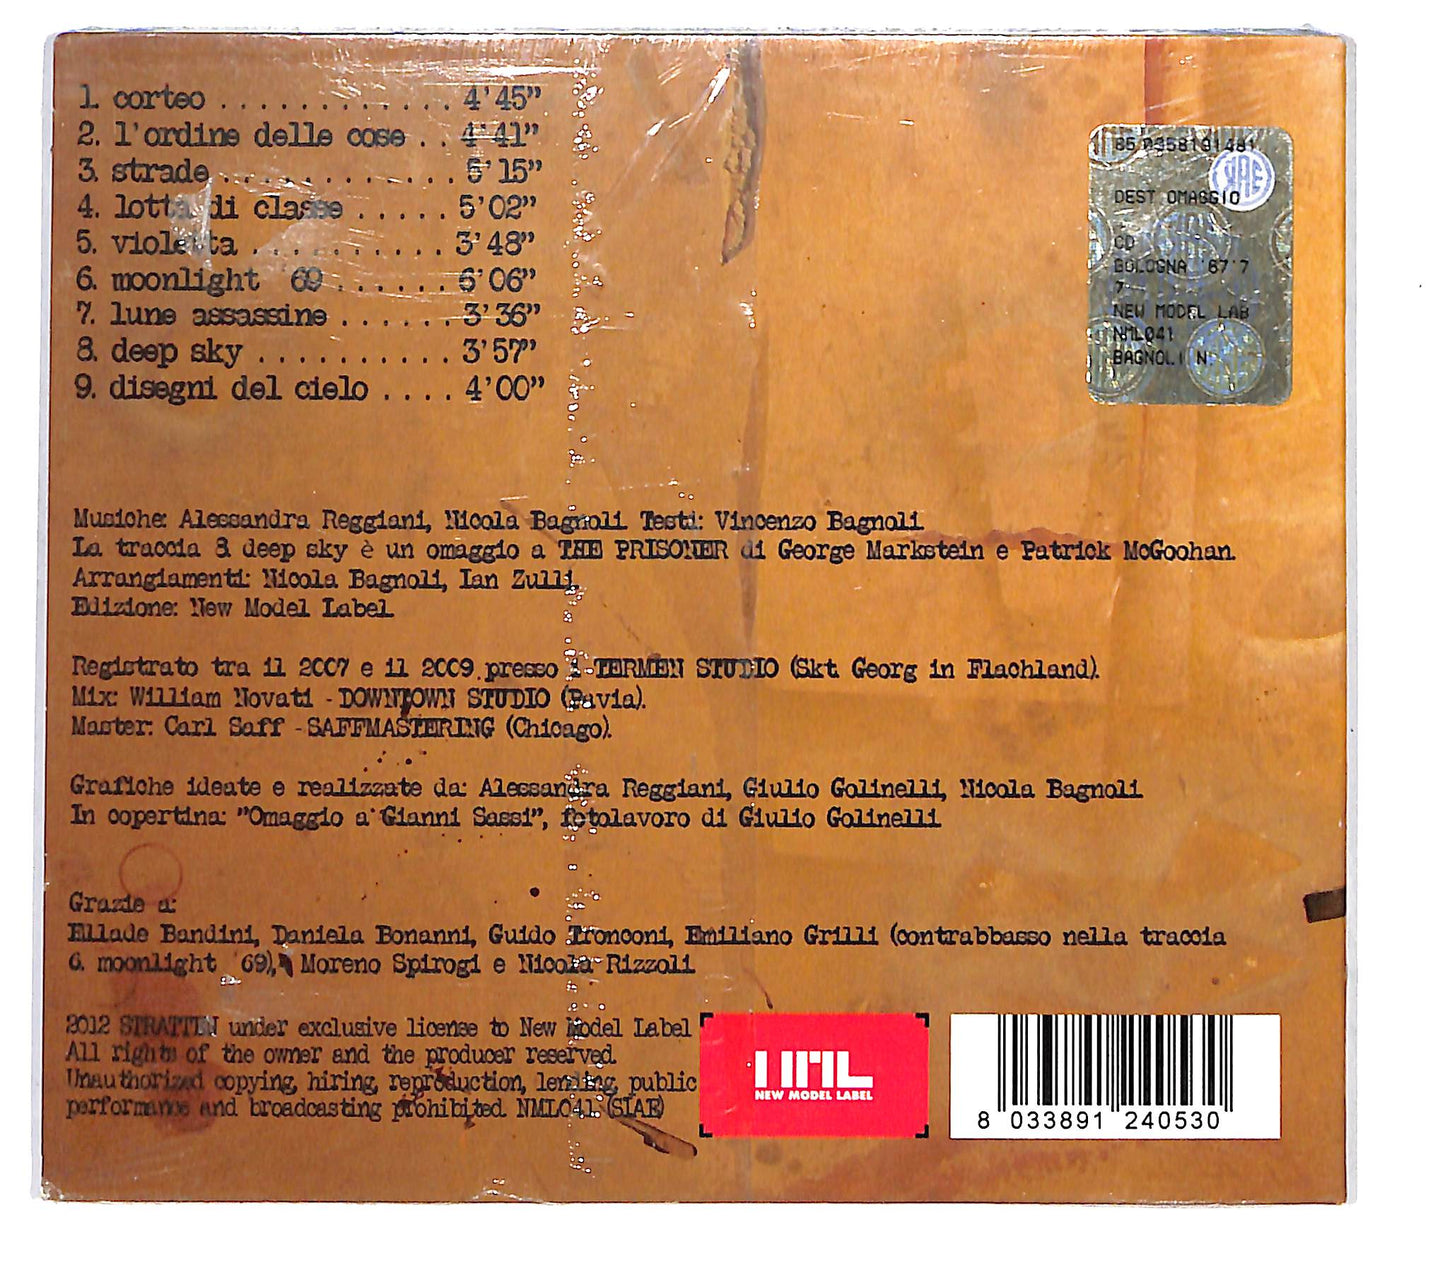 1. corteo . . . . . . . . . . . . 4'45"
2. l'ordine delle cose . . 4'41"
3. strade . . . . . . . . . . . . . 5'15"
4. lotta di classe . . . . . 5'02"
5. violetta . . . . . . . . . . 3'48"
6. moonlight '69 . . . . . . 6'06"
7. lune assassine . . . . . . 3'36"
8. deep sky . . . . . . . . . . 3'57"
9. disegni del cielo . . . . 4'00"
85 0358191481
SIAE
DEST OMAGGIO
CD
BOLOGNA '67'7
7
NEW MODEL LAB
NML041
BAGNOLI N.
Musiche: Alessandra Reggiani, Nicola Bagnoli. Testi: Vincenzo Bagnoli
La traccia 8. deep sky è un omaggio a THE PRISONER di George Markstein e Patrick McGoohan.
Arrangiamenti: Nicola Bagnoli, Ian Zulli,
Edizione: New Model Label.
Registrato tra il 2007 e il 2009 presso i TERMEN STUDIO (Skt. Georg in Flachland).
Mix: William Novati - DOWNTOWN STUDIO (Pavia).
Master: Carl Saff - SAFFMASTERING (Chicago).
Grafiche ideate e realizzate da: Alessandra Reggiani, Giulio Golinelli, Nicola Bagnoli
In copertina: "Omaggio a Gianni Sassi", fotolavoro di Giulio Golinelli
Grazie a:
Ellade Bandini, Daniela Bonanni, Guido Tronconi, Emiliano Grilli (contrabbasso nella traccia
6. moonlight '69), Moreno Spirogi e Nicola Rizzoli.
2012 STRATTEN under exclusive license to New Model Label
All rights of the owner and the producer reserved.
Unauthorized copying, hiring, reproduction, lending, public
performance and broadcasting prohibited. NML041. (SIAE)
NML
NEW MODEL LABEL
8 033891 240530